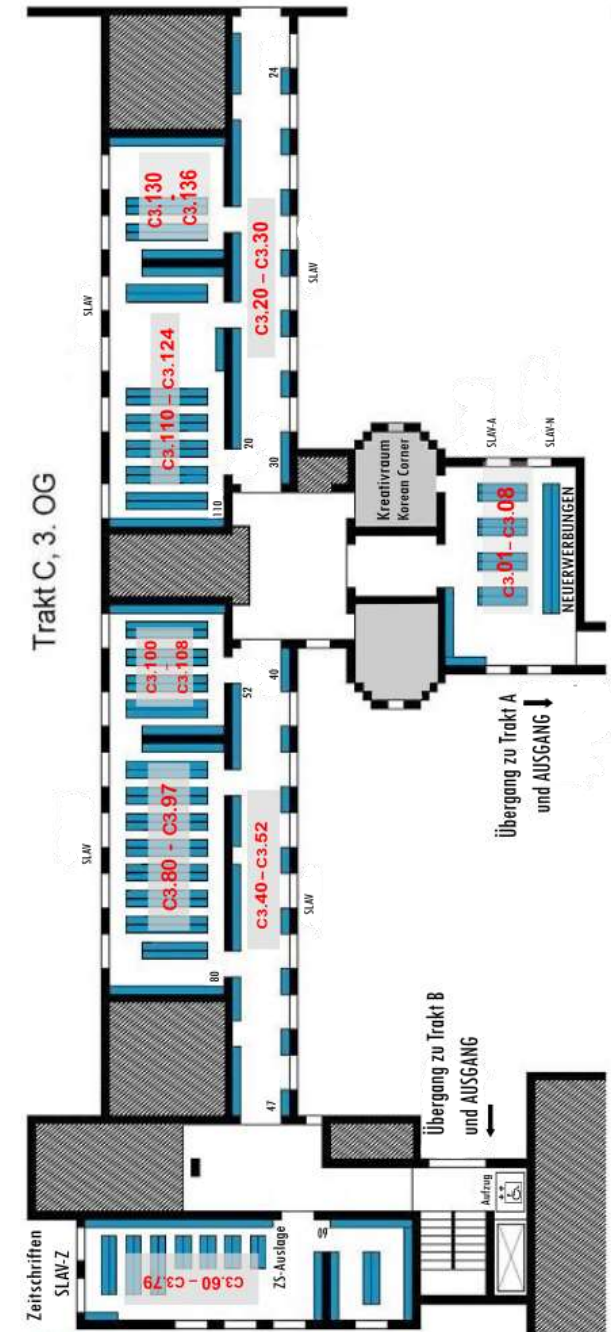 Trakt C, 3. OG
Zeitschriften
SLAV-Z
C3.60 – C3.79
ZS-Auslage
60
Aufzug
Übergang zu Trakt B
und AUSGANG
47
80
SLAV
C3.80 - C3.97
C3.40 – C3.52
SLAV
C3.100
–
C3.108
52
40
Übergang zu Trakt A
und AUSGANG
NEUERWERBUNGEN
C3.01 – C3.08
SLAV-A
SLAV-N
Kreativraum
Korean Corner
110
20
30
C3.110 – C3.124
SLAV
C3.20 – C3.30
SLAV
C3.130
-
C3.136
24